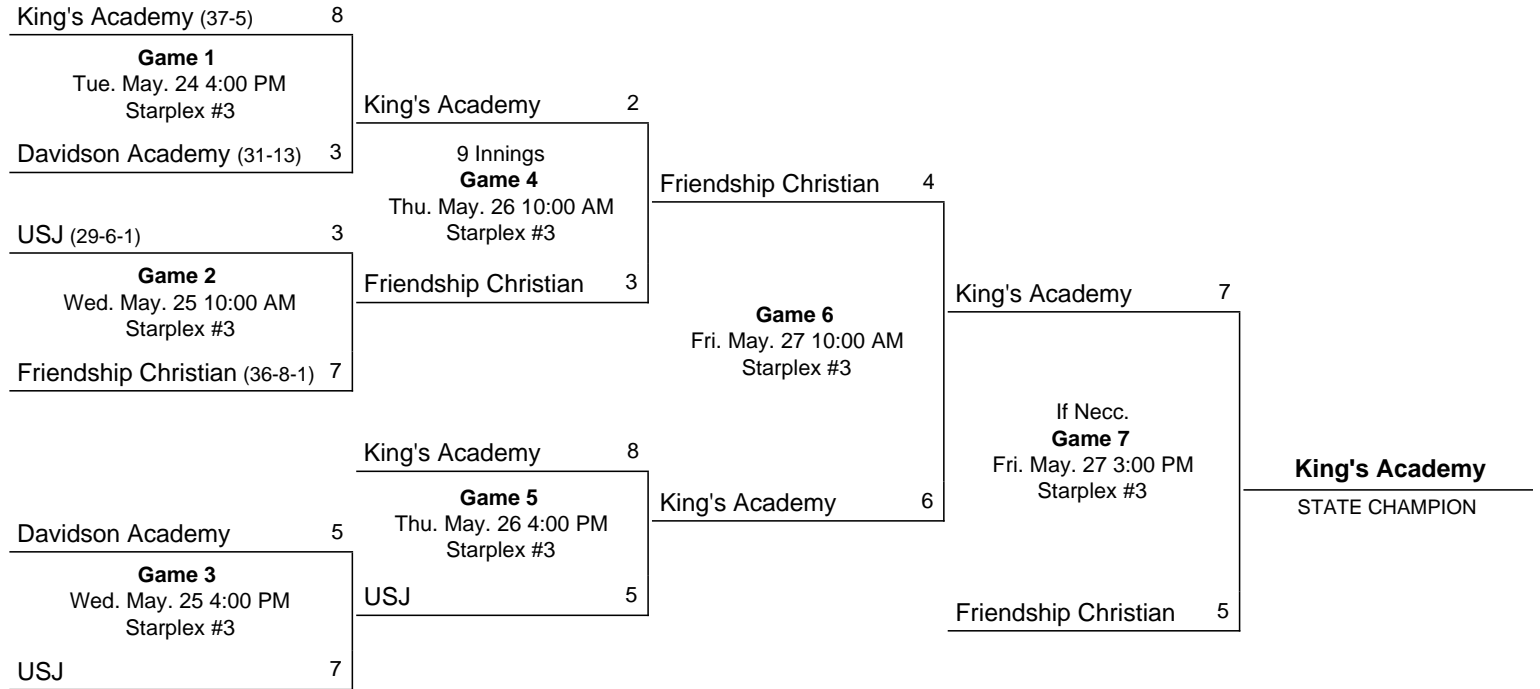 King's Academy (37-5) 8
Game 1
Tue. May. 24 4:00 PM
Starplex #3
Davidson Academy (31-13) 3
USJ (29-6-1) 3
Game 2
Wed. May. 25 10:00 AM
Starplex #3
Friendship Christian (36-8-1) 7
Davidson Academy 5
Game 3
Wed. May. 25 4:00 PM
Starplex #3
USJ 7
King's Academy 2
9 Innings
Game 4
Thu. May. 26 10:00 AM
Starplex #3
Friendship Christian 3
King's Academy 8
Game 5
Thu. May. 26 4:00 PM
Starplex #3
USJ 5
Friendship Christian 4
Game 6
Fri. May. 27 10:00 AM
Starplex #3
King's Academy 6
King's Academy 7
If Necc.
Game 7
Fri. May. 27 3:00 PM
Starplex #3
Friendship Christian 5
King's Academy
STATE CHAMPION